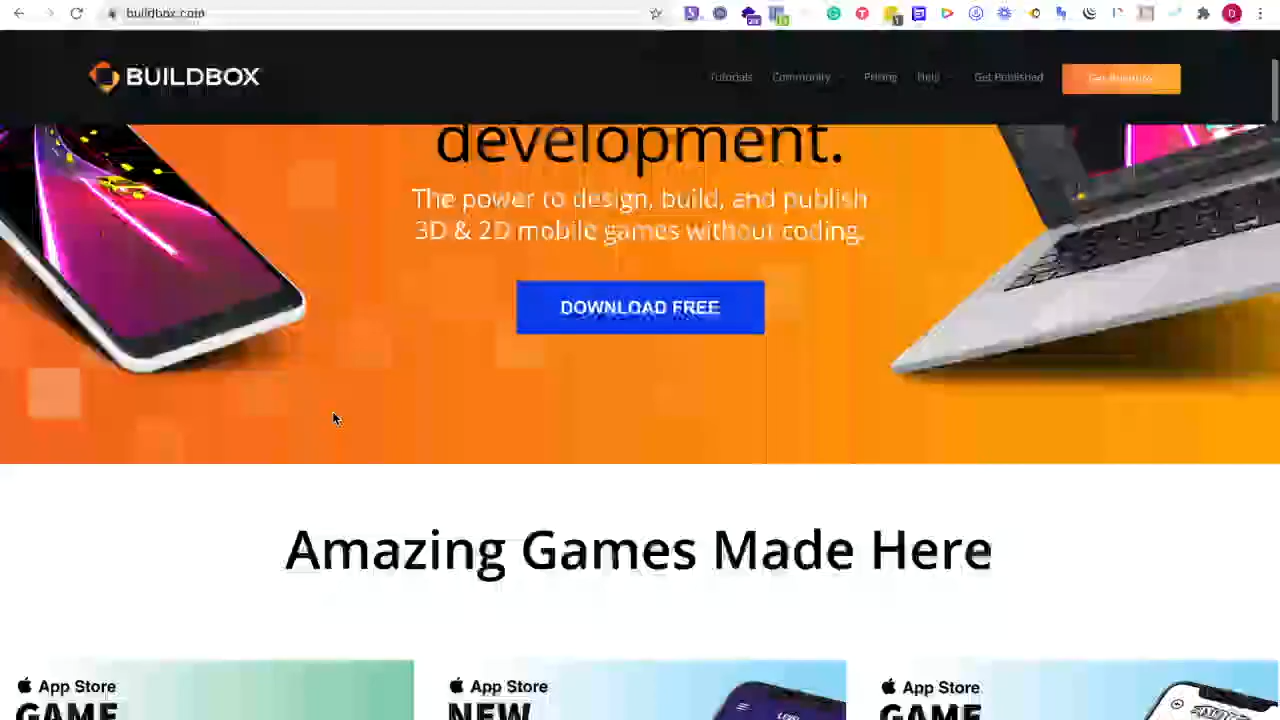 buildbox.com
BUILDBOX
Tutorials Community Pricing Help Get Published Get Buildbox
development.
The power to design, build, and publish
3D & 2D mobile games without coding.
DOWNLOAD FREE
Amazing Games Made Here
App Store
GAME
App Store
NEW
App Store
GAME